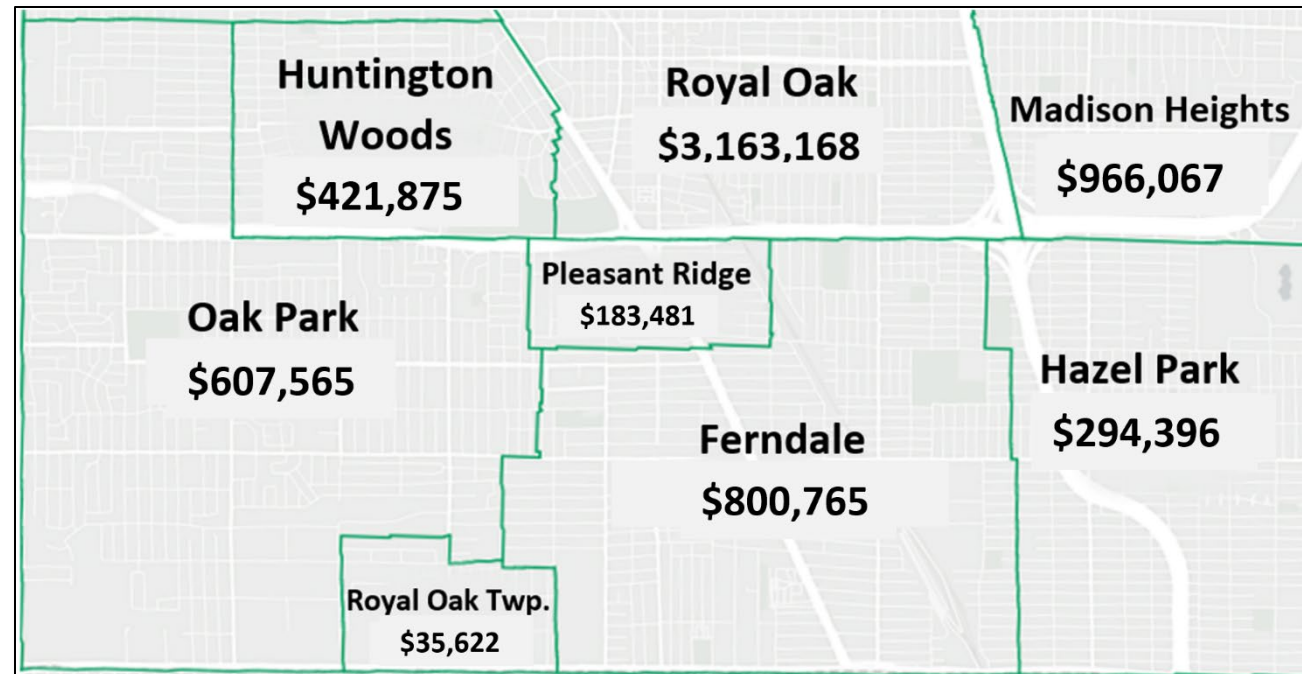 Huntington
Woods
$421,875
Royal Oak
$3,163,168
Madison Heights
$966,067
Oak Park
$607,565
Pleasant Ridge
$183,481
Ferndale
$800,765
Hazel Park
$294,396
Royal Oak Twp.
$35,622